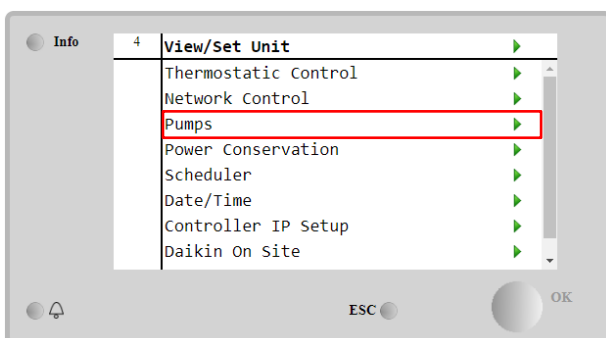 Info
4 View/Set Unit
Thermostatic Control
Network Control
Pumps
Power Conservation
Scheduler
Date/Time
Controller IP Setup
Daikin On Site
ESC
OK